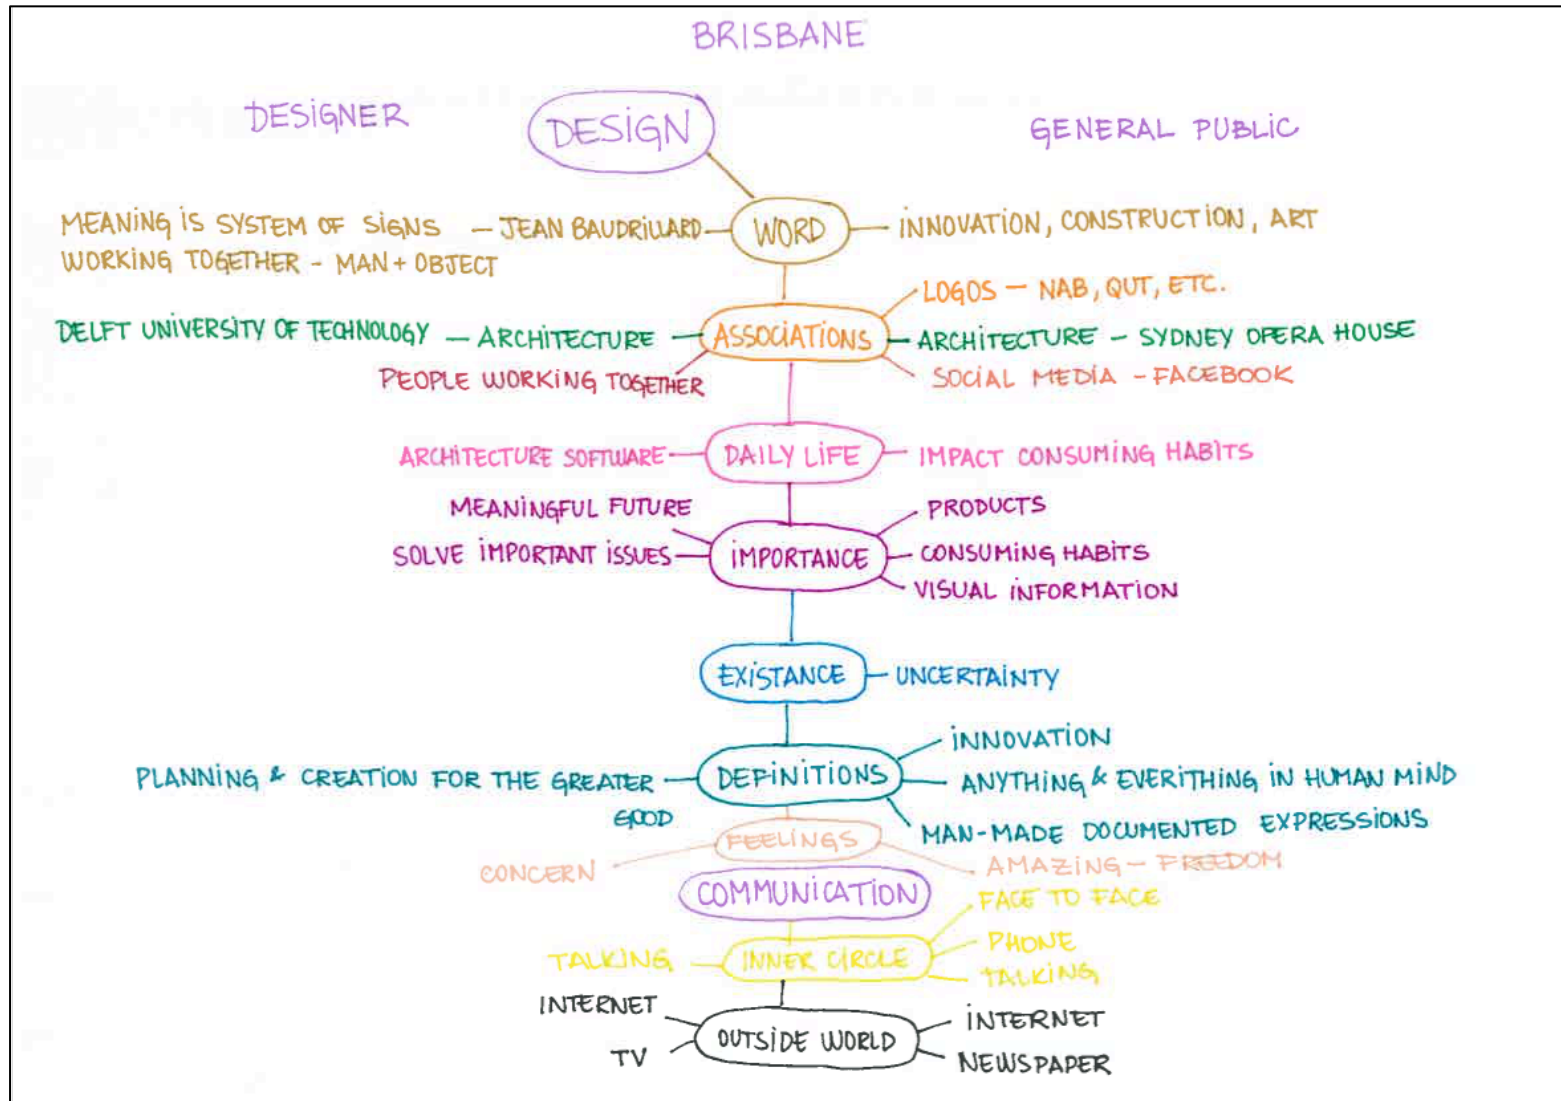 BRISBANE
DESIGNER
DESIGN
GENERAL PUBLIC
MEANING IS SYSTEM OF SIGNS — JEAN BAUDRILLARD — WORD — INNOVATION, CONSTRUCTION, ART
WORKING TOGETHER - MAN + OBJECT
LOGOS — NAB, QUT, ETC.
DELFT UNIVERSITY OF TECHNOLOGY — ARCHITECTURE — ASSOCIATIONS — ARCHITECTURE — SYDNEY OPERA HOUSE
PEOPLE WORKING TOGETHER
SOCIAL MEDIA - FACEBOOK
ARCHITECTURE SOFTWARE — DAILY LIFE — IMPACT CONSUMING HABITS
MEANINGFUL FUTURE
PRODUCTS
SOLVE IMPORTANT ISSUES — IMPORTANCE — CONSUMING HABITS
VISUAL INFORMATION
EXISTANCE — UNCERTAINTY
INNOVATION
PLANNING & CREATION FOR THE GREATER — DEFINITIONS — ANYTHING & EVERITHING IN HUMAN MIND
GOOD
MAN-MADE DOCUMENTED EXPRESSIONS
FEELINGS
CONCERN
AMAZING — FREEDOM
COMMUNICATION
FACE TO FACE
PHONE
TALKING — INNER CIRCLE
TALKING
INTERNET
INTERNET
OUTSIDE WORLD
TV
NEWSPAPER